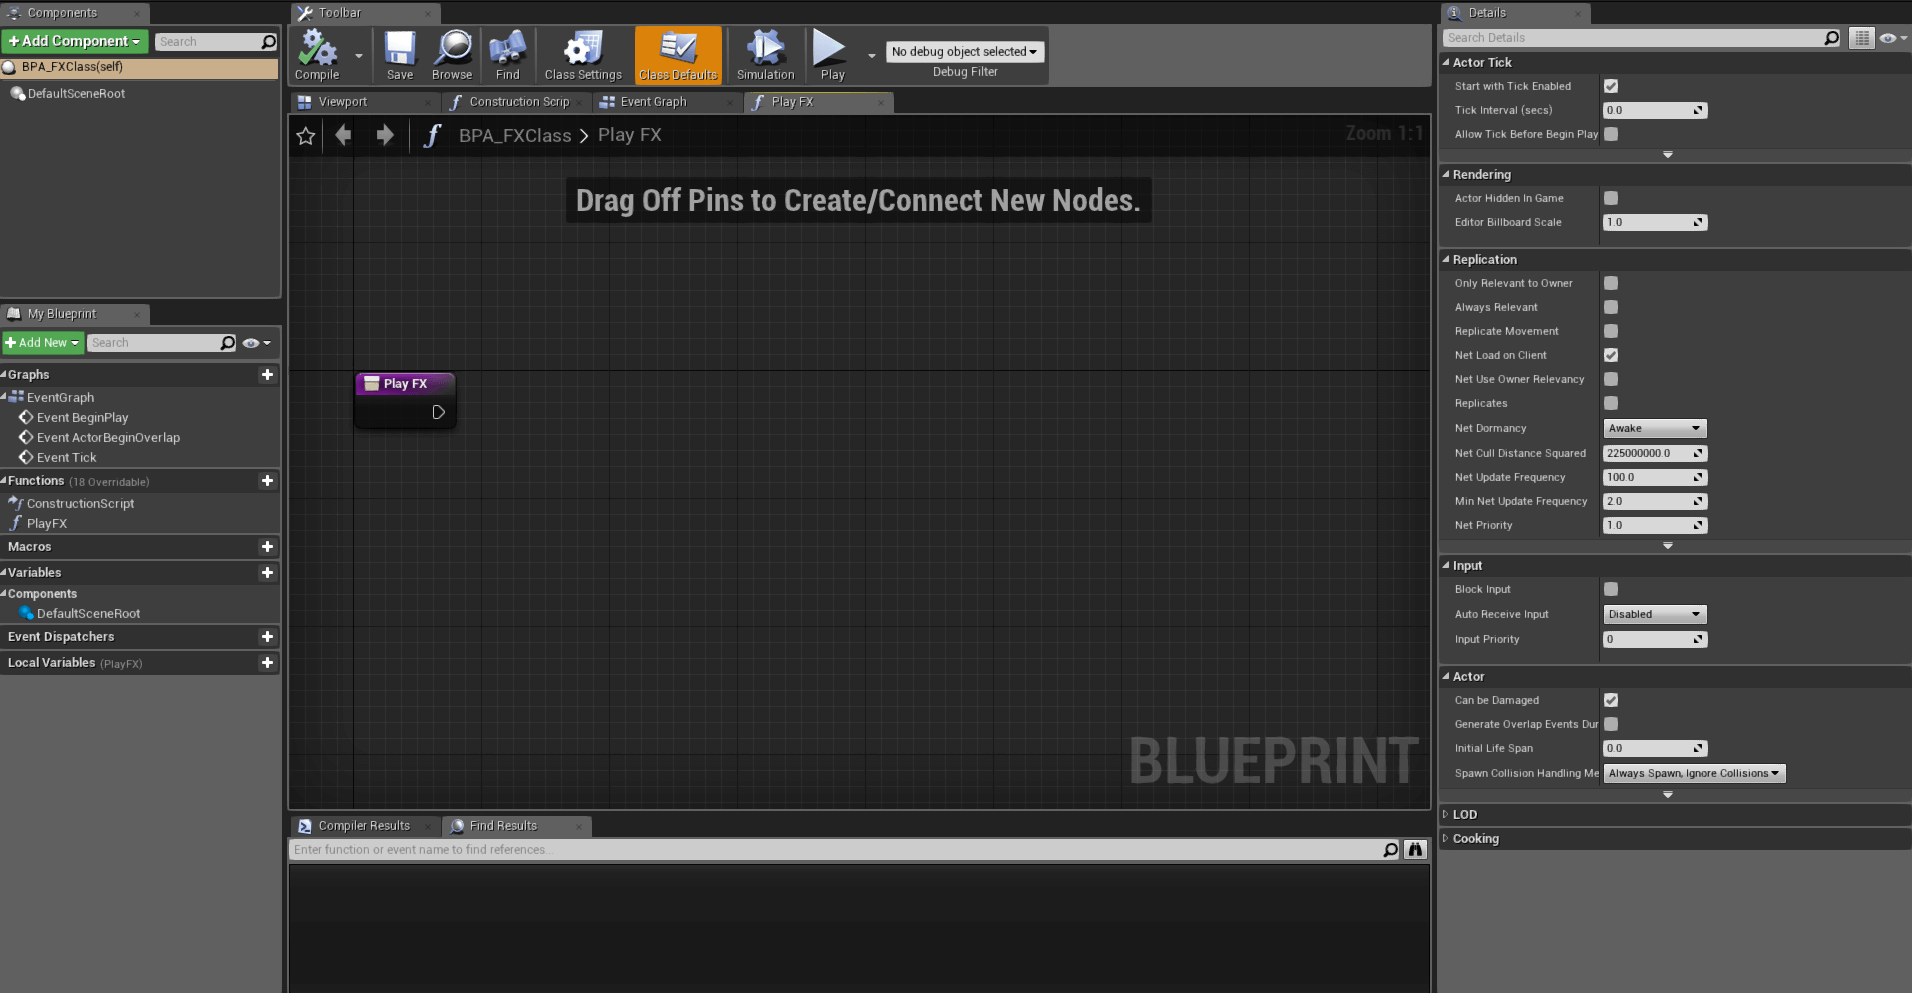 Components
Add Component
Search
BPA_FXClass(self)
DefaultSceneRoot
My Blueprint
Add New
Search
Graphs
EventGraph
Event BeginPlay
Event ActorBeginOverlap
Event Tick
Functions (18 Overridable)
ConstructionScript
PlayFX
Macros
Variables
Components
DefaultSceneRoot
Event Dispatchers
Local Variables (PlayFX)
Toolbar
Compile
Save
Browse
Find
Class Settings
Class Defaults
Simulation
Play
No debug object selected
Debug Filter
Viewport
Construction Scrip
Event Graph
Play FX
BPA_FXClass > Play FX
Zoom 1:1
Drag Off Pins to Create/Connect New Nodes.
Play FX
BLUEPRINT
Compiler Results
Find Results
Enter function or event name to find references...
Details
Search Details
Actor Tick
Start with Tick Enabled
Tick Interval (secs) 0.0
Allow Tick Before Begin Play
Rendering
Actor Hidden In Game
Editor Billboard Scale 1.0
Replication
Only Relevant to Owner
Always Relevant
Replicate Movement
Net Load on Client
Net Use Owner Relevancy
Replicates
Net Dormancy Awake
Net Cull Distance Squared 225000000.0
Net Update Frequency 100.0
Min Net Update Frequency 2.0
Net Priority 1.0
Input
Block Input
Auto Receive Input Disabled
Input Priority 0
Actor
Can be Damaged
Generate Overlap Events Dur
Initial Life Span 0.0
Spawn Collision Handling Me Always Spawn, Ignore Collisions
LOD
Cooking